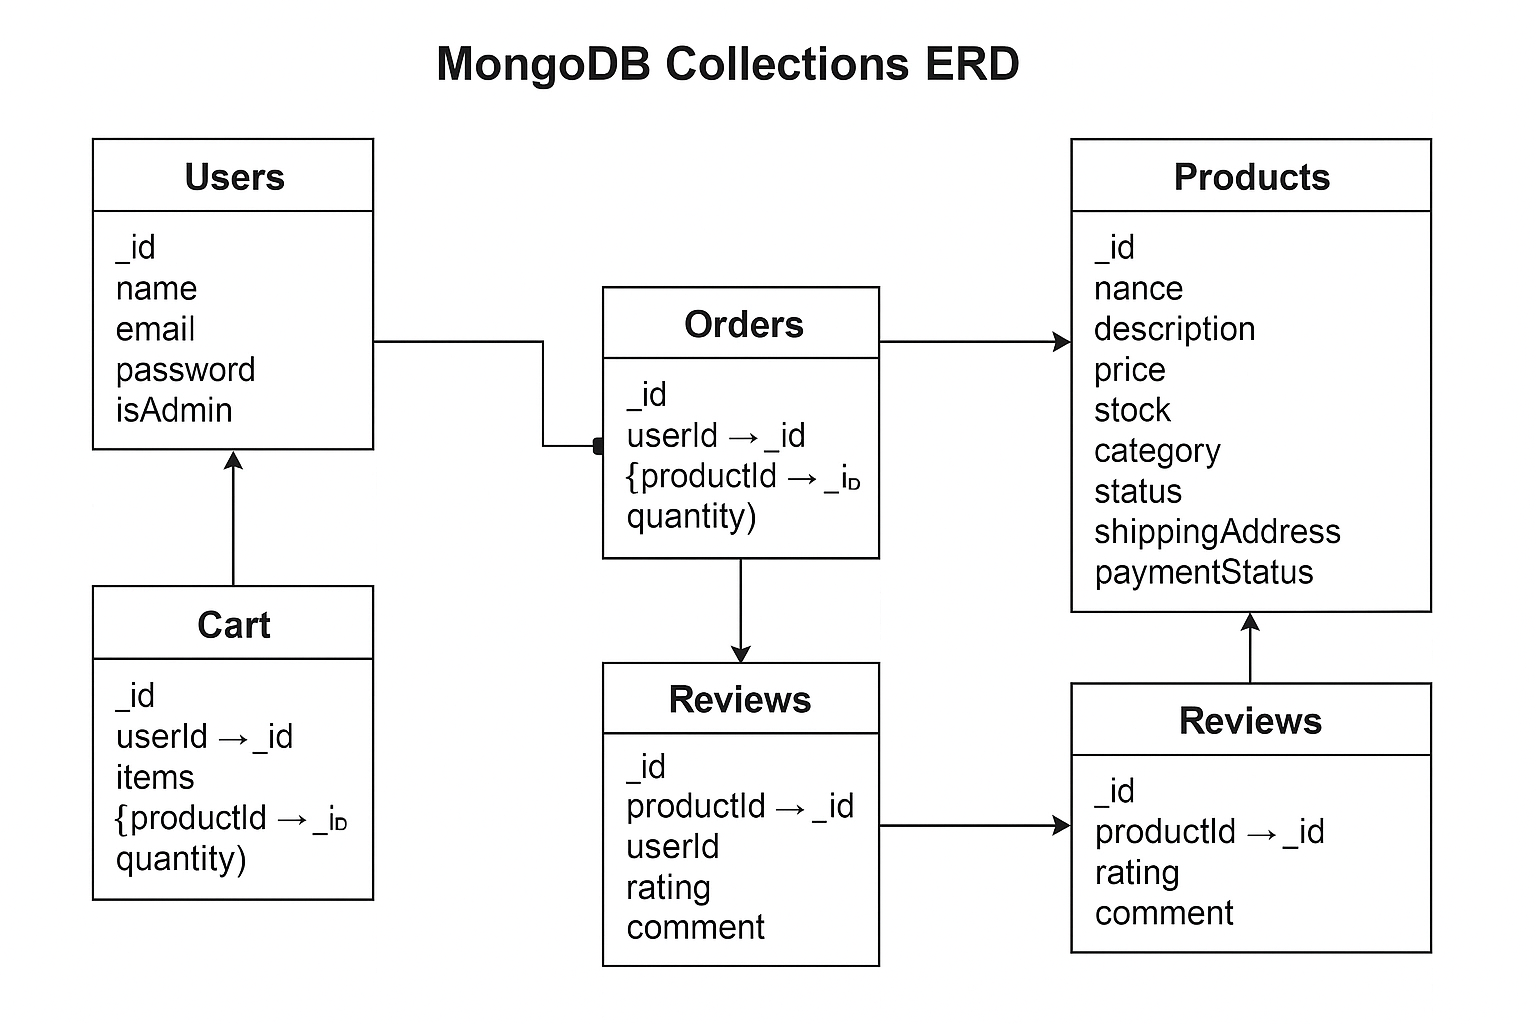 MongoDB Collections ERD
Users
_id
name
email
password
isAdmin
Cart
_id
userId → _id
items
{productId → _iD
quantity)
Orders
_id
userId → _id
{productId → _iD
quantity)
Reviews
_id
productId → _id
userId
rating
comment
Products
_id
nance
description
price
stock
category
status
shippingAddress
paymentStatus
Reviews
_id
productId → _id
rating
comment